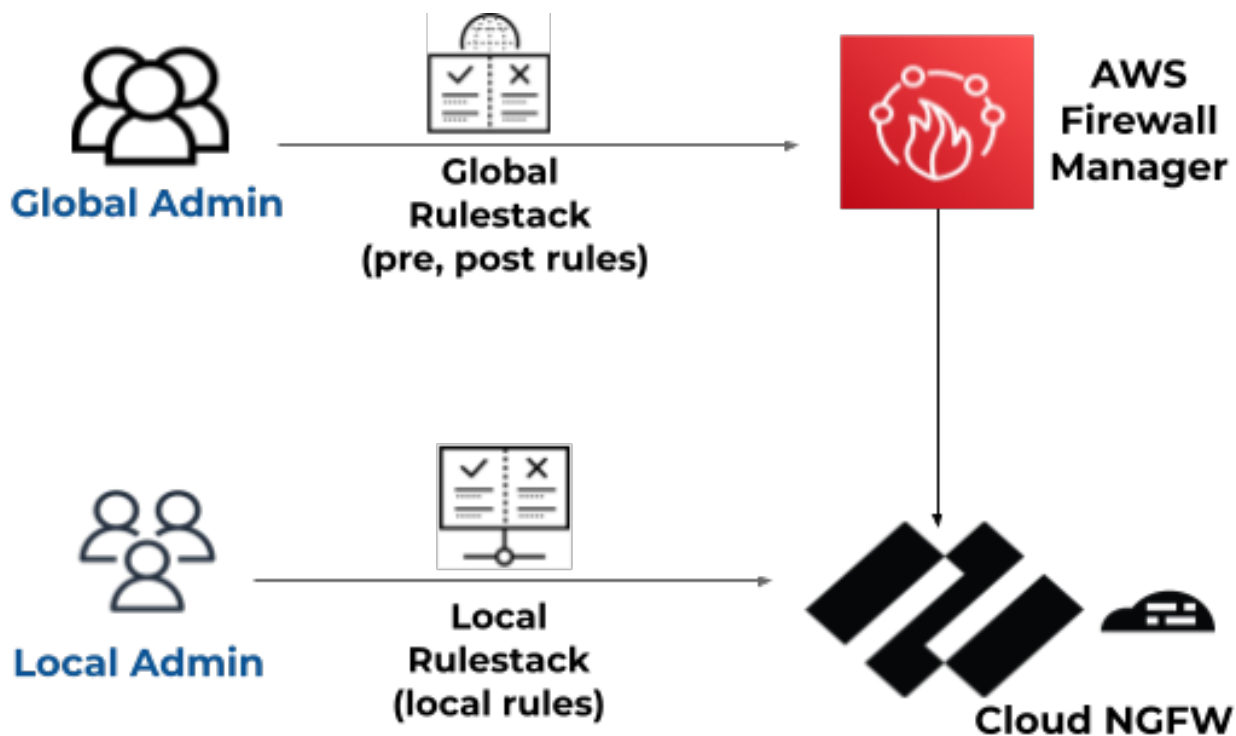 Global Admin
Global
Rulestack
(pre, post rules)
AWS
Firewall
Manager
Local Admin
Local
Rulestack
(local rules)
Cloud NGFW